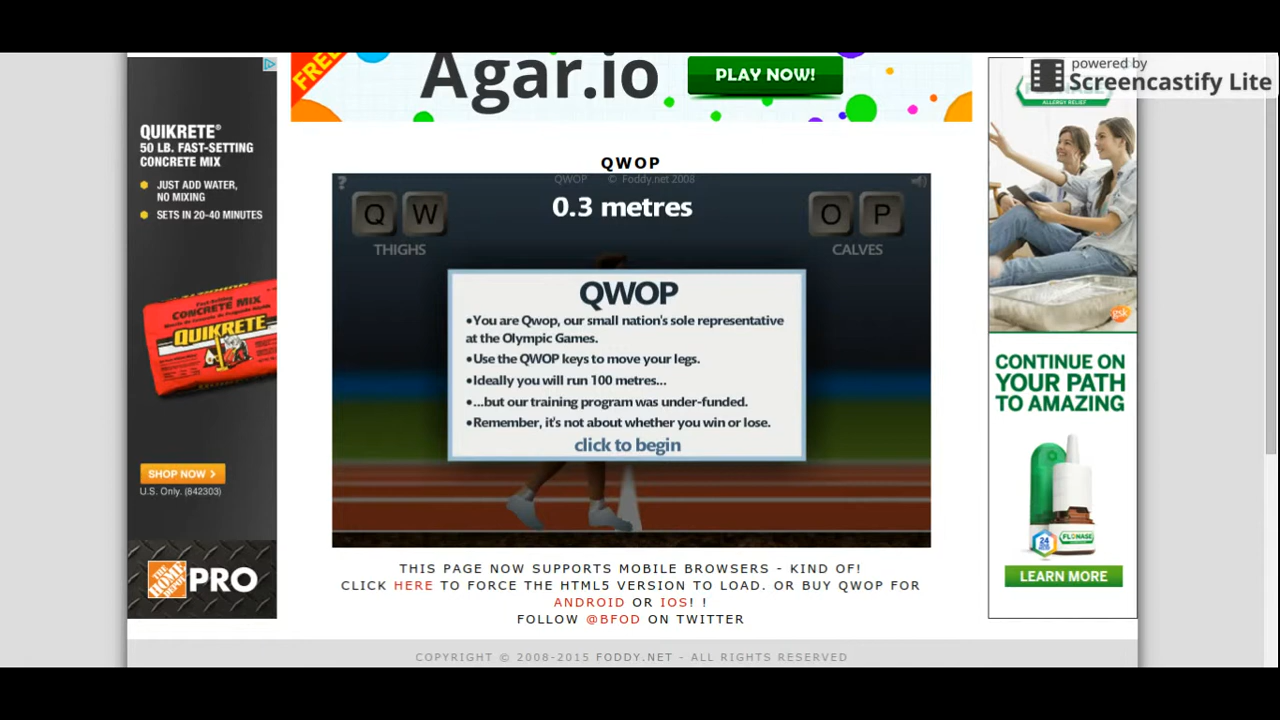 powered by
Screencastify Lite
FREE
Agar.io
PLAY NOW!
QUIKRETE®
50 LB. FAST-SETTING
CONCRETE MIX
JUST ADD WATER,
NO MIXING
SETS IN 20-40 MINUTES
Fast-Setting
CONCRETE MIX
QUIKRETE
SHOP NOW >
U.S. Only. (842303)
THE HOME DEPOT
PRO
QWOP
?
QWOP © Foddy.net 2008
Q W
0.3 metres
O P
THIGHS
CALVES
QWOP
•You are Qwop, our small nation's sole representative
at the Olympic Games.
•Use the QWOP keys to move your legs.
•Ideally you will run 100 metres...
•...but our training program was under-funded.
•Remember, it's not about whether you win or lose.
click to begin
THIS PAGE NOW SUPPORTS MOBILE BROWSERS - KIND OF!
CLICK HERE TO FORCE THE HTML5 VERSION TO LOAD. OR BUY QWOP FOR
ANDROID OR IOS! !
FOLLOW @BFOD ON TWITTER
COPYRIGHT © 2008-2015 FODDY.NET - ALL RIGHTS RESERVED
ALLERGY RELIEF
gsk
CONTINUE ON
YOUR PATH
TO AMAZING
24
FLONASE
LEARN MORE